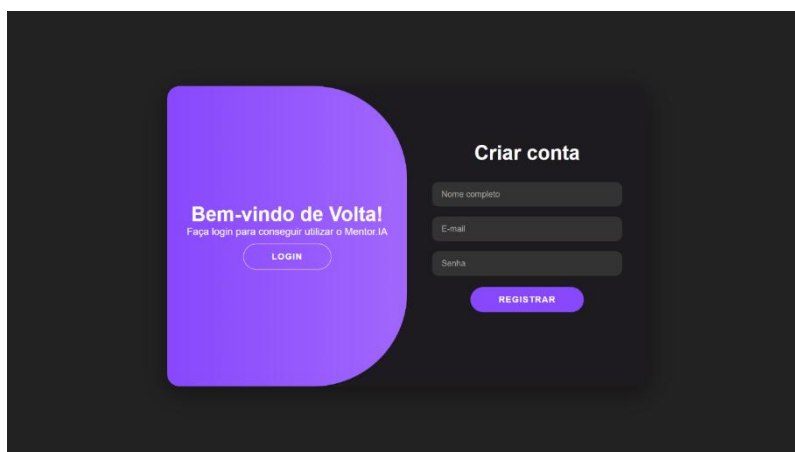 Bem-vindo de Volta!
Faça login para conseguir utilizar o Mentor.IA
LOGIN
Criar conta
Nome completo
E-mail
Senha
REGISTRAR